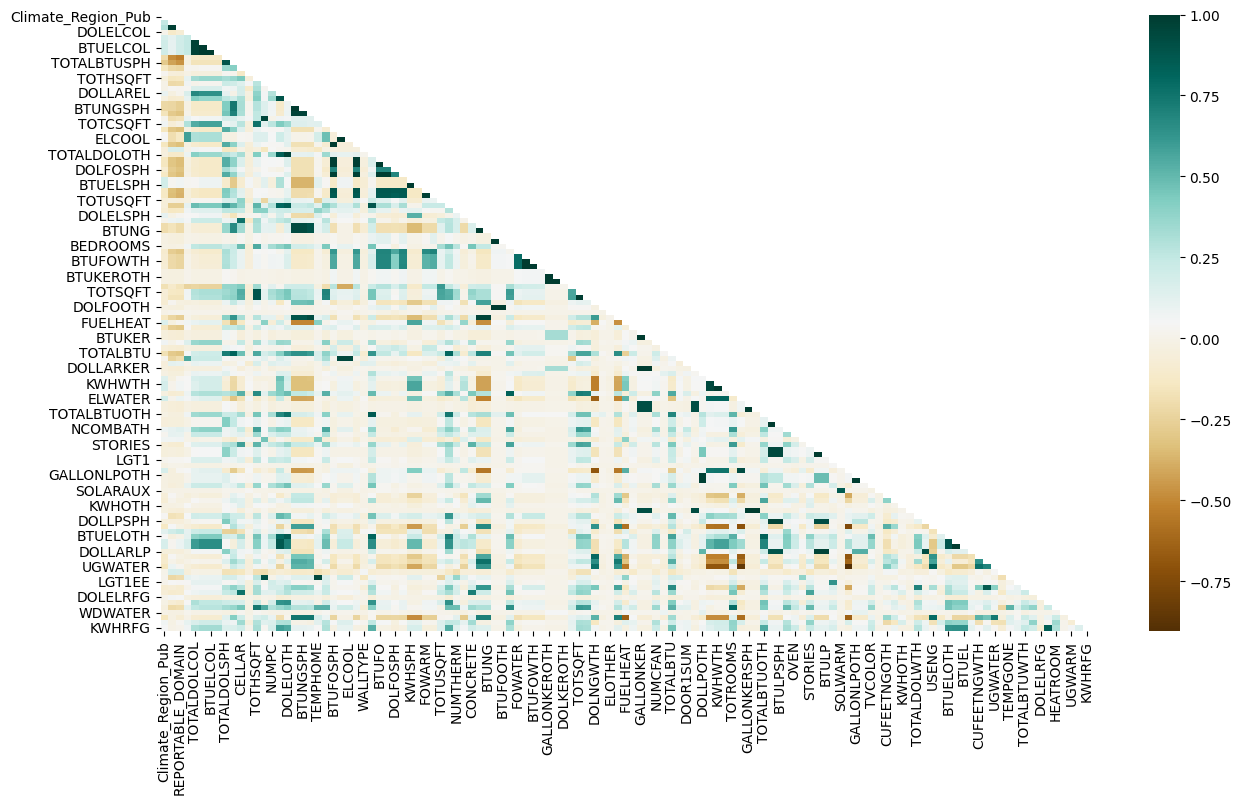 Climate_Region_Pub
DOLELCOL
BTUELCOL
TOTALBTUSPH
TOTHSQFT
DOLLAREL
BTUNGSPH
TOTCSQFT
ELCOOL
TOTALDOLOTH
DOLFOSPH
BTUELSPH
TOTUSQFT
DOLELSPH
BTUNG
BEDROOMS
BTUFOWTH
BTUKEROTH
TOTSQFT
DOLFOOTH
FUELHEAT
BTUKER
TOTALBTU
DOLLARKER
KWHWTH
ELWATER
TOTALBTUOTH
NCOMBATH
STORIES
LGT1
GALLONLPOTH
SOLARAUX
KWHOTH
DOLLPSPH
BTUELOTH
DOLLARLP
UGWATER
LGT1EE
DOLELRFG
WDWATER
KWHRFG
Climate_Region_Pub
REPORTABLE_DOMAIN
TOTALDOLCOL
BTUELCOL
TOTALDOLSPH
CELLAR
TOTHSQFT
NUMPC
DOLELOTH
BTUNGSPH
TEMPHOME
BTUFOSPH
ELCOOL
WALLTYPE
BTUFO
DOLFOSPH
KWHSPH
FOWARM
TOTUSQFT
NUMTHERM
CONCRETE
BTUNG
BTUFOOTH
FOWATER
BTUFOWTH
GALLONKEROTH
DOLKEROTH
TOTSQFT
DOLNGWTH
ELOTHER
FUELHEAT
GALLONKER
NUMCFAN
TOTALBTU
DOOR1SUM
DOLLPOTH
KWHWTH
TOTROOMS
GALLONKERSPH
TOTALBTUOTH
BTULPSPH
OVEN
STORIES
BTULP
SOLWARM
GALLONLPOTH
TVCOLOR
CUFEETNGOTH
KWHOTH
TOTALDOLWTH
USENG
BTUELOTH
BTUEL
CUFEETNGWTH
UGWATER
TEMPGONE
TOTALBTUWTH
DOLELRFG
HEATROOM
UGWARM
KWHRFG
1.00
0.75
0.50
0.25
0.00
−0.25
−0.50
−0.75